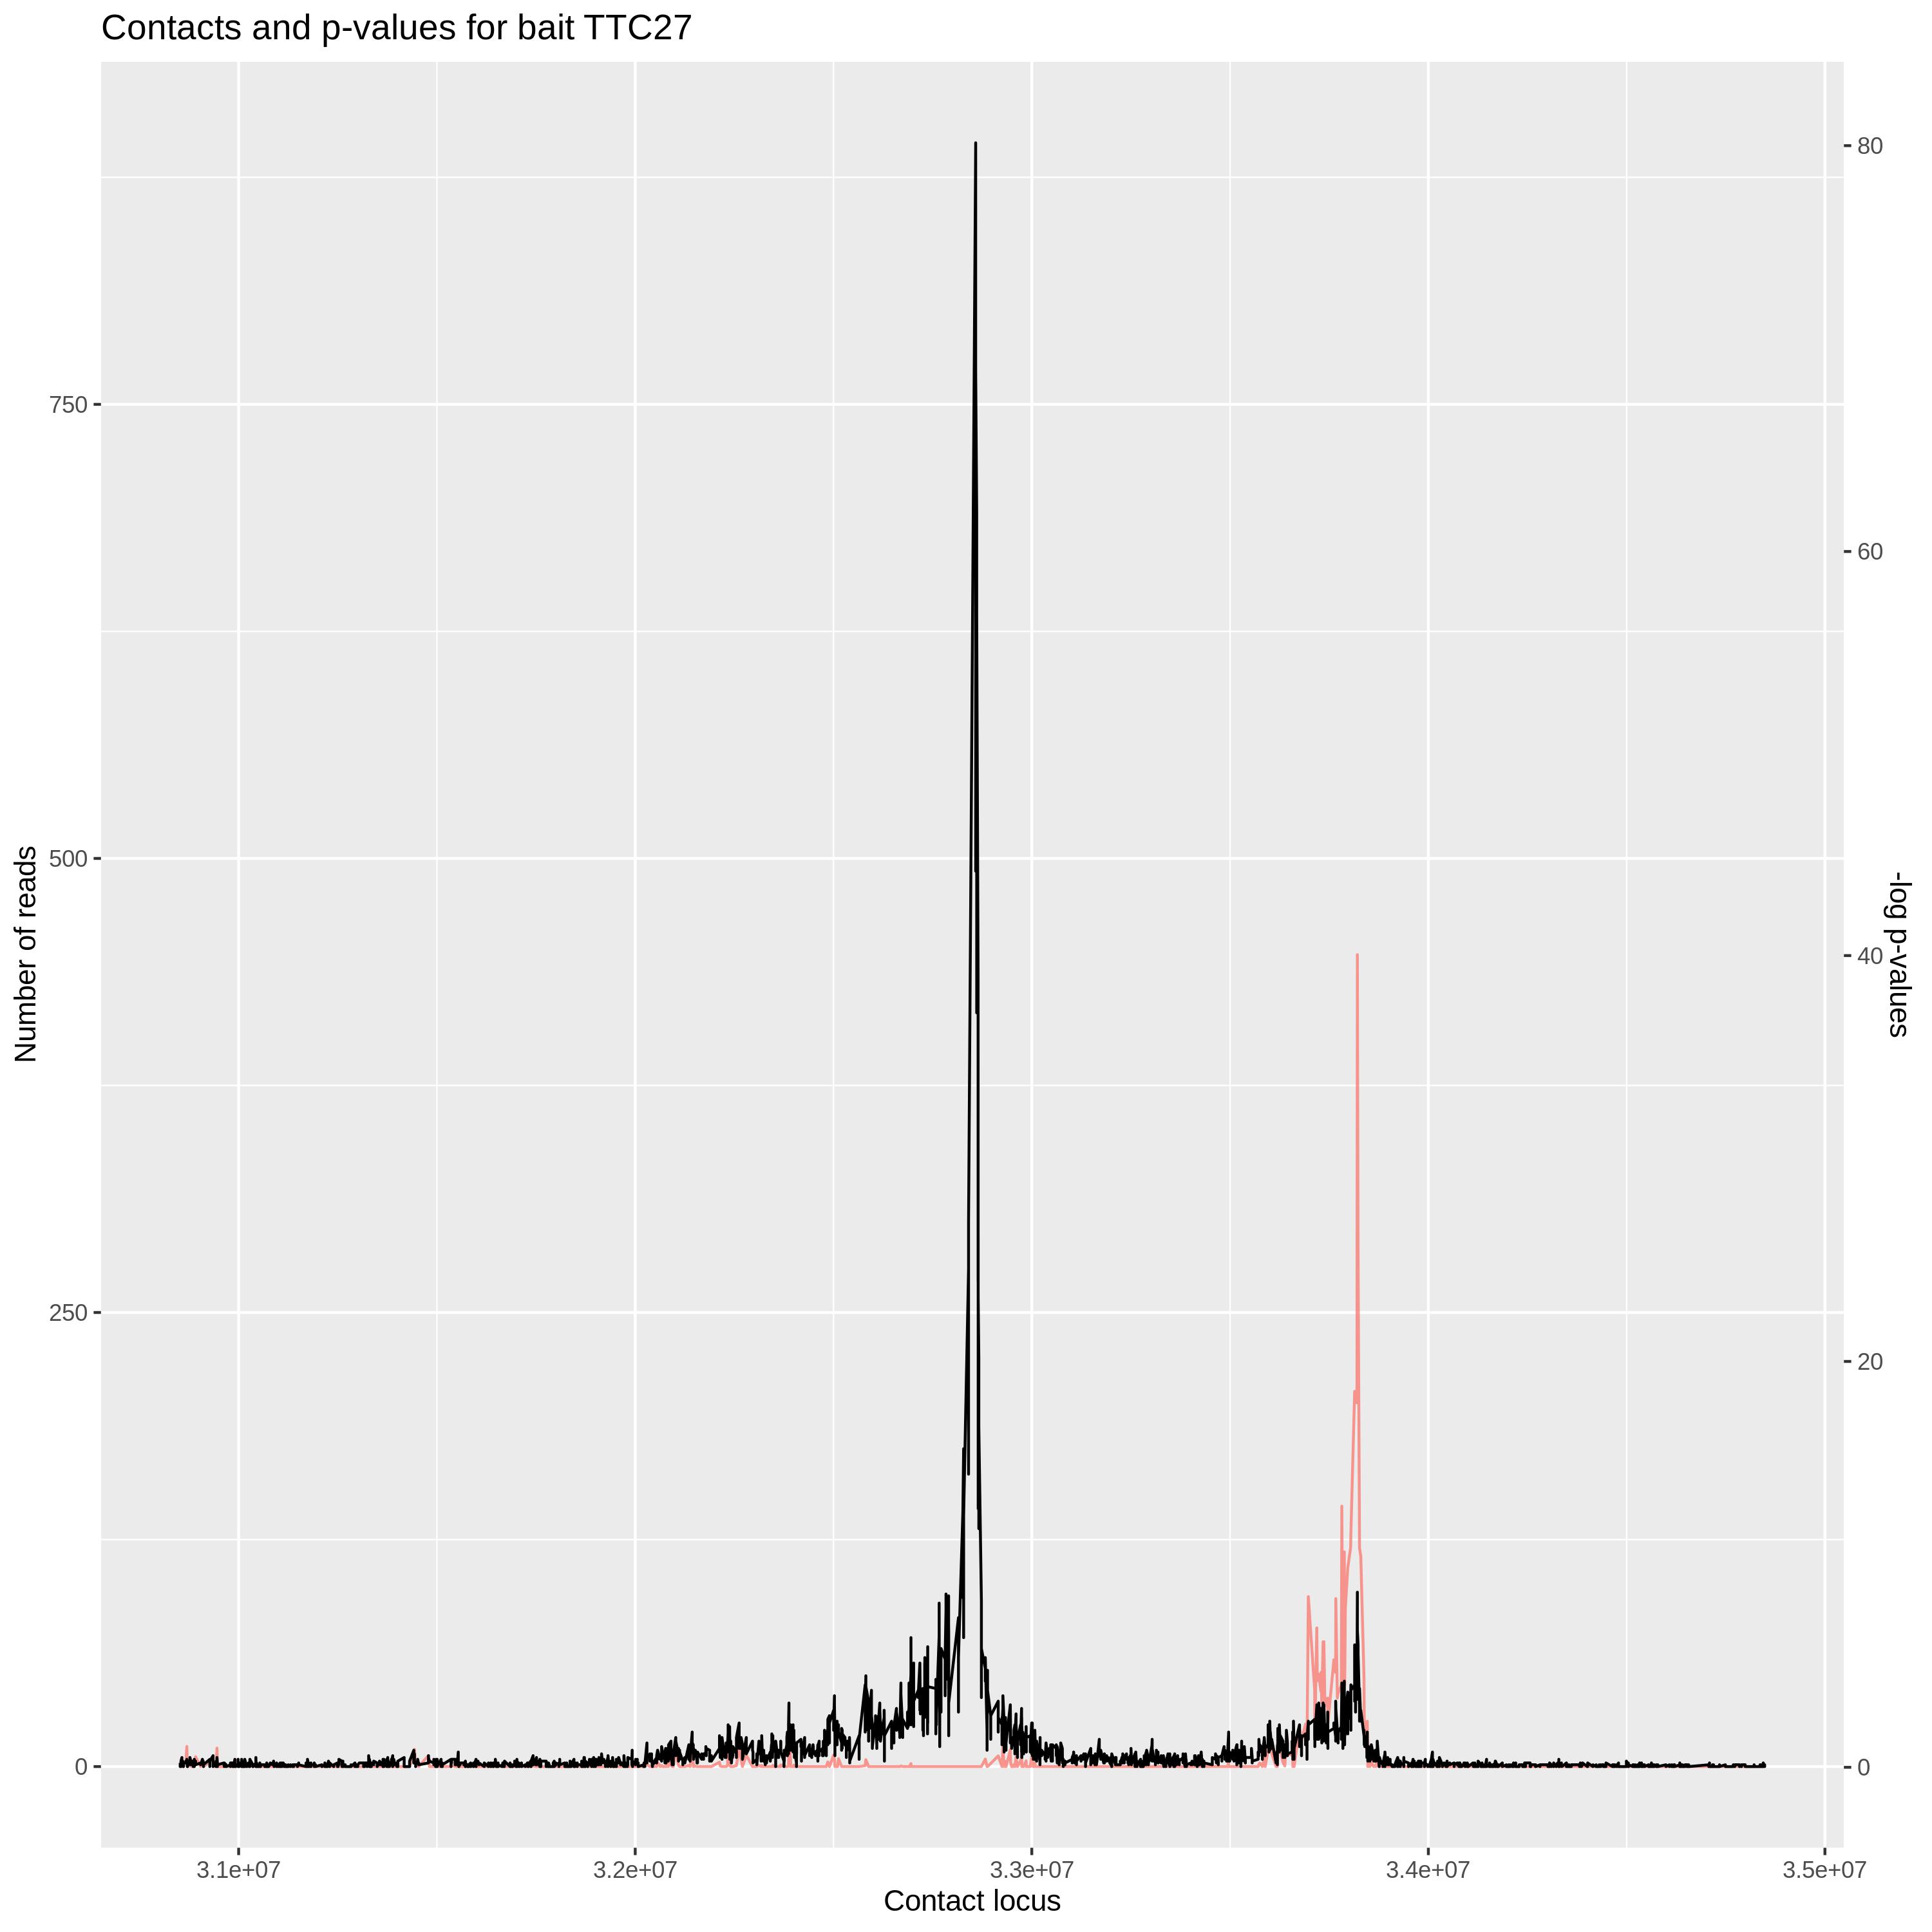 Contacts and p-values for bait TTC27
Number of reads
750
500
250
0
-log p-values
80
60
40
20
0
3.1e+07
3.2e+07
3.3e+07
3.4e+07
3.5e+07
Contact locus